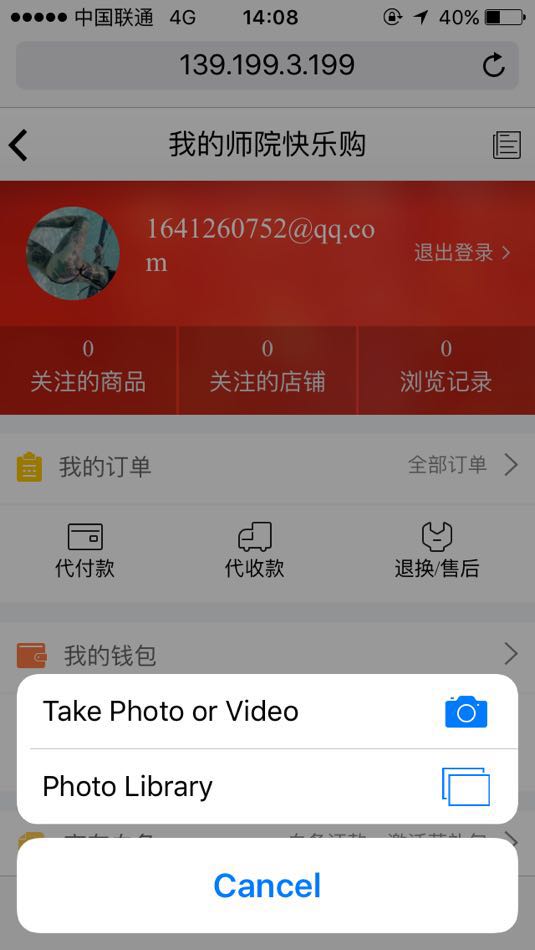 中国联通 4G 14:08 40%
139.199.3.199
我的师院快乐购
1641260752@qq.co
m
退出登录
0 0 0
关注的商品 关注的店铺 浏览记录
我的订单 全部订单
代付款 代收款 退换/售后
我的钱包
Take Photo or Video
Photo Library
Cancel